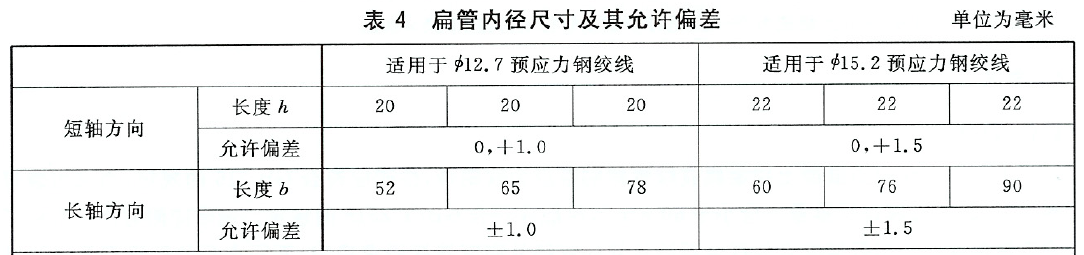 表 4 扁管内径尺寸及其允许偏差 单位为毫米
适用于 ϕ12.7 预应力钢绞线 适用于 ϕ15.2 预应力钢绞线
短轴方向 长度 h 20 20 20 22 22 22
允许偏差 0,+1.0 0,+1.5
长轴方向 长度 b 52 65 78 60 76 90
允许偏差 ±1.0 ±1.5